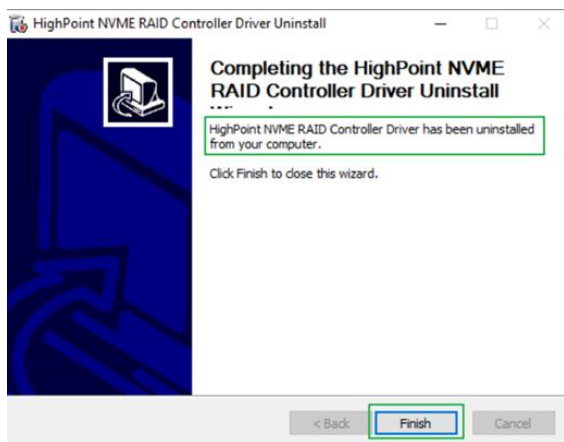 HighPoint NVME RAID Controller Driver Uninstall
Completing the HighPoint NVME
RAID Controller Driver Uninstall
HighPoint NVME RAID Controller Driver has been uninstalled
from your computer.
Click Finish to close this wizard.
< Back Finish Cancel